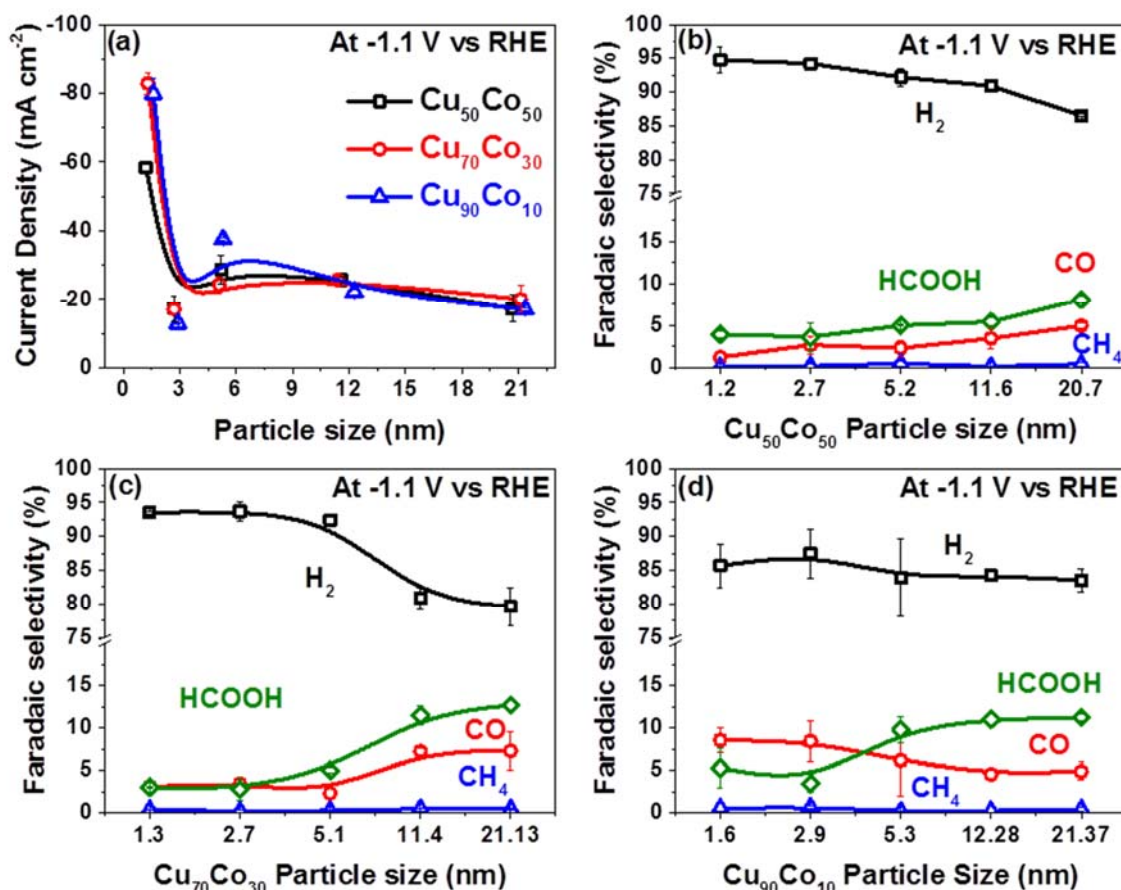 (a)
At -1.1 V vs RHE
Current Density (mA cm⁻²)
-100
-80
-60
-40
-20
0
Cu₅₀Co₅₀
Cu₇₀Co₃₀
Cu₉₀Co₁₀
0 3 6 9 12 15 18 21
Particle size (nm)
(b)
At -1.1 V vs RHE
Faradaic selectivity (%)
100
95
90
85
80
75
15
10
5
0
H₂
HCOOH
CO
CH₄
1.2 2.7 5.2 11.6 20.7
Cu₅₀Co₅₀ Particle size (nm)
(c)
At -1.1 V vs RHE
Faradaic selectivity (%)
100
95
90
85
80
75
15
10
5
0
H₂
HCOOH
CO
CH₄
1.3 2.7 5.1 11.4 21.13
Cu₇₀Co₃₀ Particle size (nm)
(d)
At -1.1 V vs RHE
Faradaic selectivity (%)
100
95
90
85
80
75
15
10
5
0
H₂
HCOOH
CO
CH₄
1.6 2.9 5.3 12.28 21.37
Cu₉₀Co₁₀ Particle Size (nm)